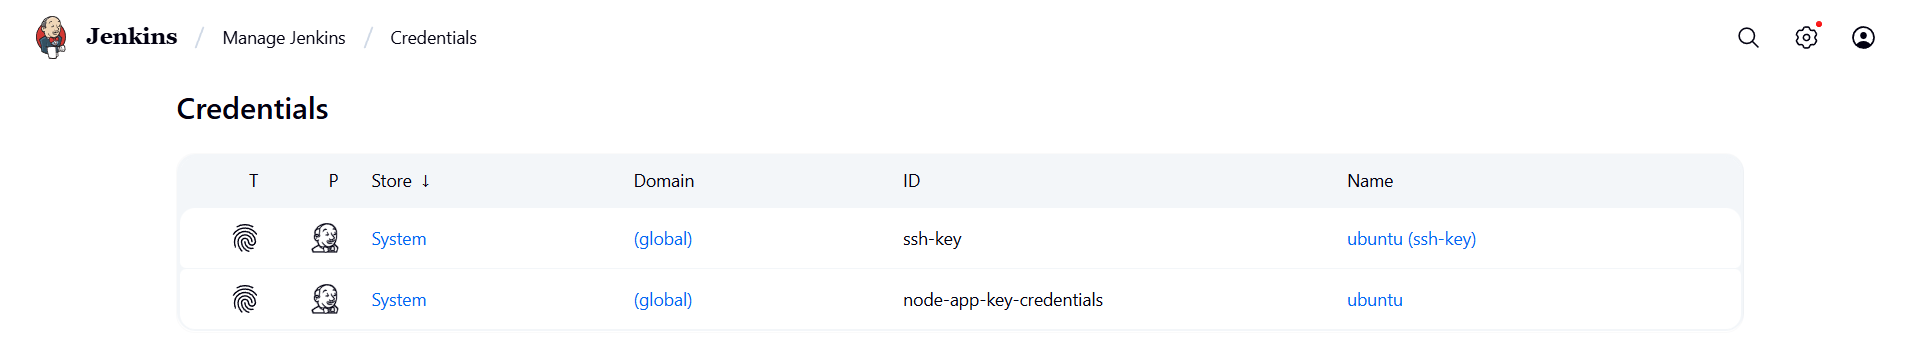 Jenkins / Manage Jenkins / Credentials
Credentials
T P Store ↓ Domain ID Name
System (global) ssh-key ubuntu (ssh-key)
System (global) node-app-key-credentials ubuntu